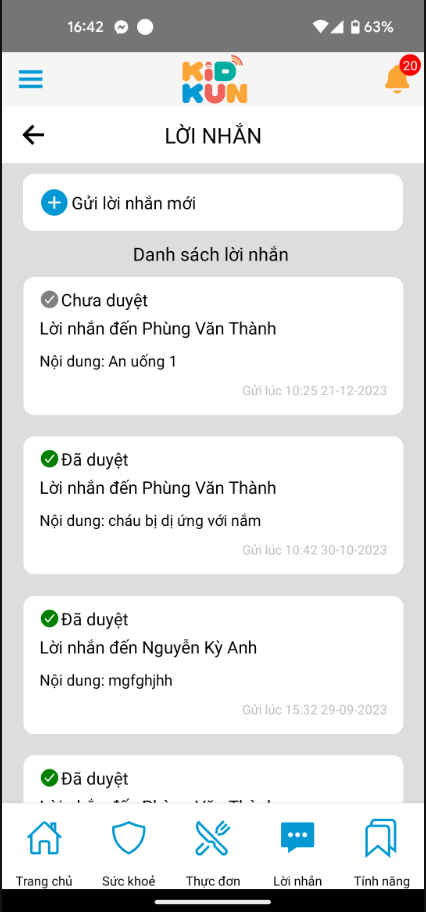 16:42
63%
KiD
KUN
20
LỜI NHẮN
Gửi lời nhắn mới
Danh sách lời nhắn
Chưa duyệt
Lời nhắn đến Phùng Văn Thành
Nội dung: An uống 1
Gửi lúc 10:25 21-12-2023
Đã duyệt
Lời nhắn đến Phùng Văn Thành
Nội dung: cháu bị dị ứng với nắm
Gửi lúc 10:42 30-10-2023
Đã duyệt
Lời nhắn đến Nguyễn Kỳ Anh
Nội dung: mgfghjhh
Gửi lúc 15:32 29-09-2023
Đã duyệt
Trang chủ
Sức khoẻ
Thực đơn
Lời nhắn
Tính năng